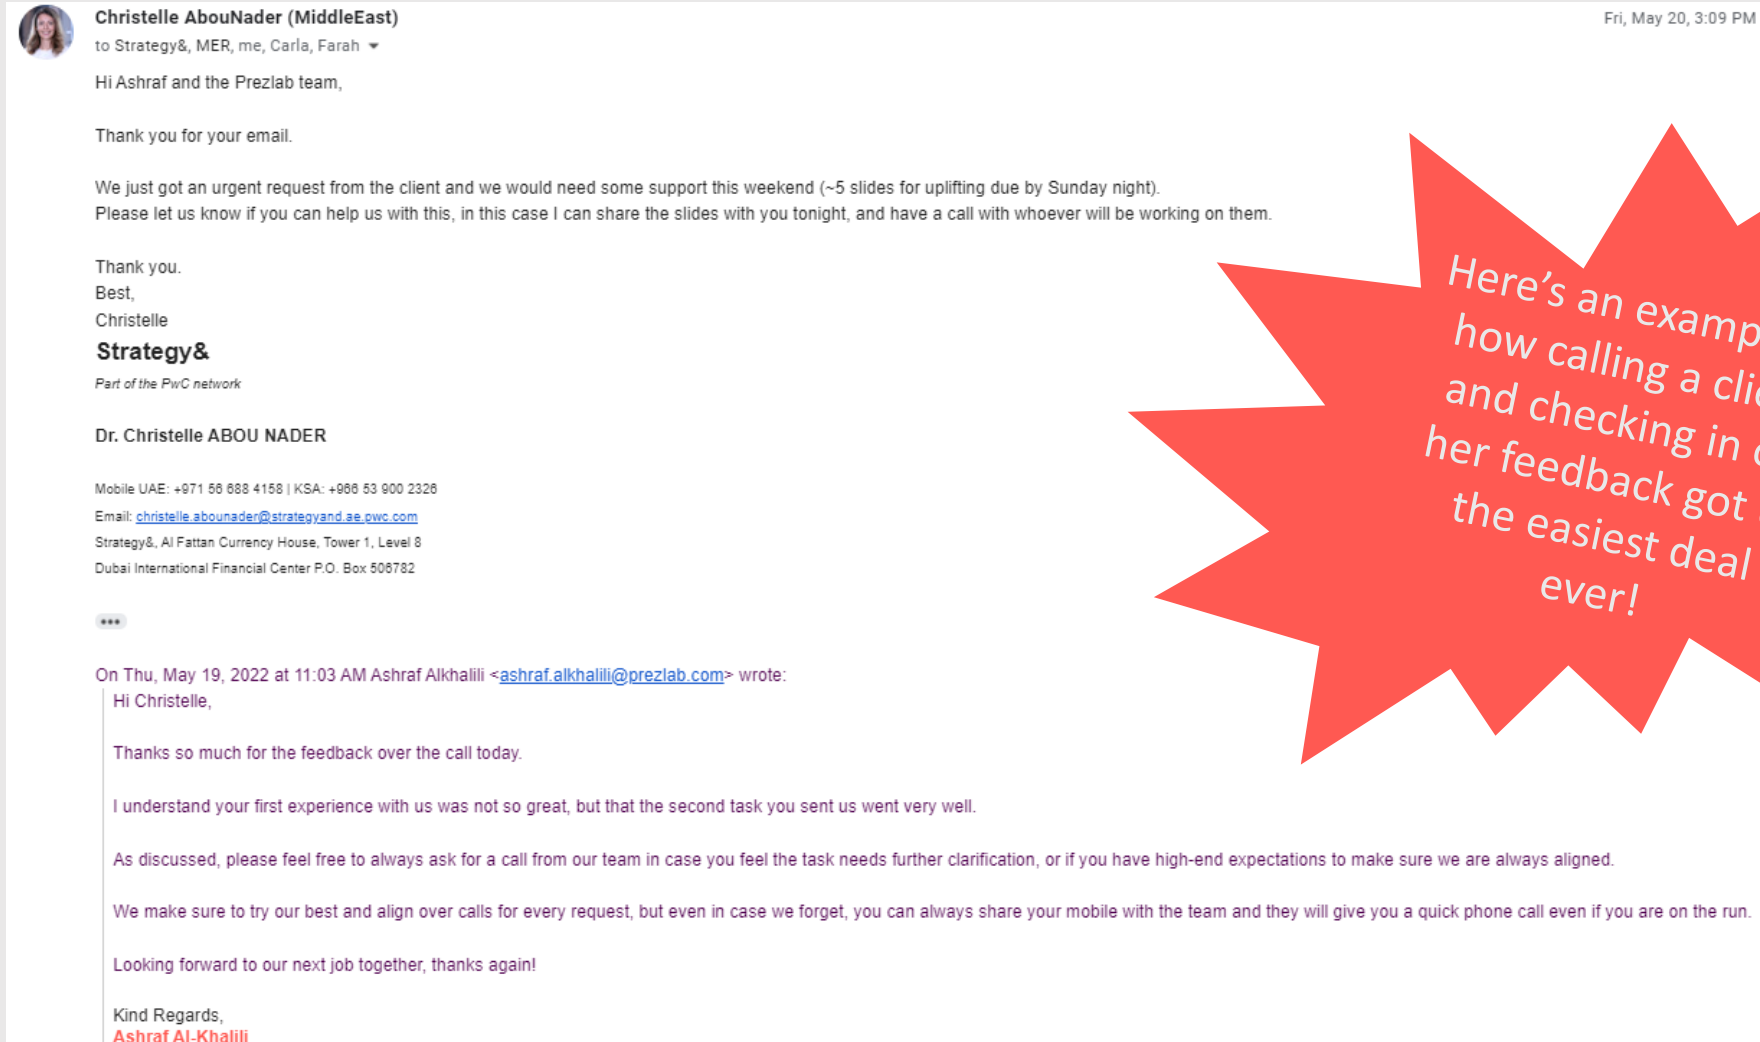 Christelle AbouNader (MiddleEast)
Fri, May 20, 3:09 PM
to Strategy&, MER, me, Carla, Farah
Hi Ashraf and the Prezlab team,
Thank you for your email.
We just got an urgent request from the client and we would need some support this weekend (~5 slides for uplifting due by Sunday night).
Please let us know if you can help us with this, in this case I can share the slides with you tonight, and have a call with whoever will be working on them.
Thank you.
Best,
Christelle
Strategy&
Part of the PwC network
Dr. Christelle ABOU NADER
Mobile UAE: +971 56 688 4158 | KSA: +966 53 900 2326
Email: christelle.abounader@strategyand.ae.pwc.com
Strategy&, Al Fattan Currency House, Tower 1, Level 8
Dubai International Financial Center P.O. Box 506782
On Thu, May 19, 2022 at 11:03 AM Ashraf Alkhalili <ashraf.alkhalili@prezlab.com> wrote:
Hi Christelle,
Thanks so much for the feedback over the call today.
I understand your first experience with us was not so great, but that the second task you sent us went very well.
As discussed, please feel free to always ask for a call from our team in case you feel the task needs further clarification, or if you have high-end expectations to make sure we are always aligned.
We make sure to try our best and align over calls for every request, but even in case we forget, you can always share your mobile with the team and they will give you a quick phone call even if you are on the run.
Looking forward to our next job together, thanks again!
Kind Regards,
Ashraf Al-Khalili
Here's an examp
how calling a clie
and checking in
her feedback got
the easiest deal
ever!